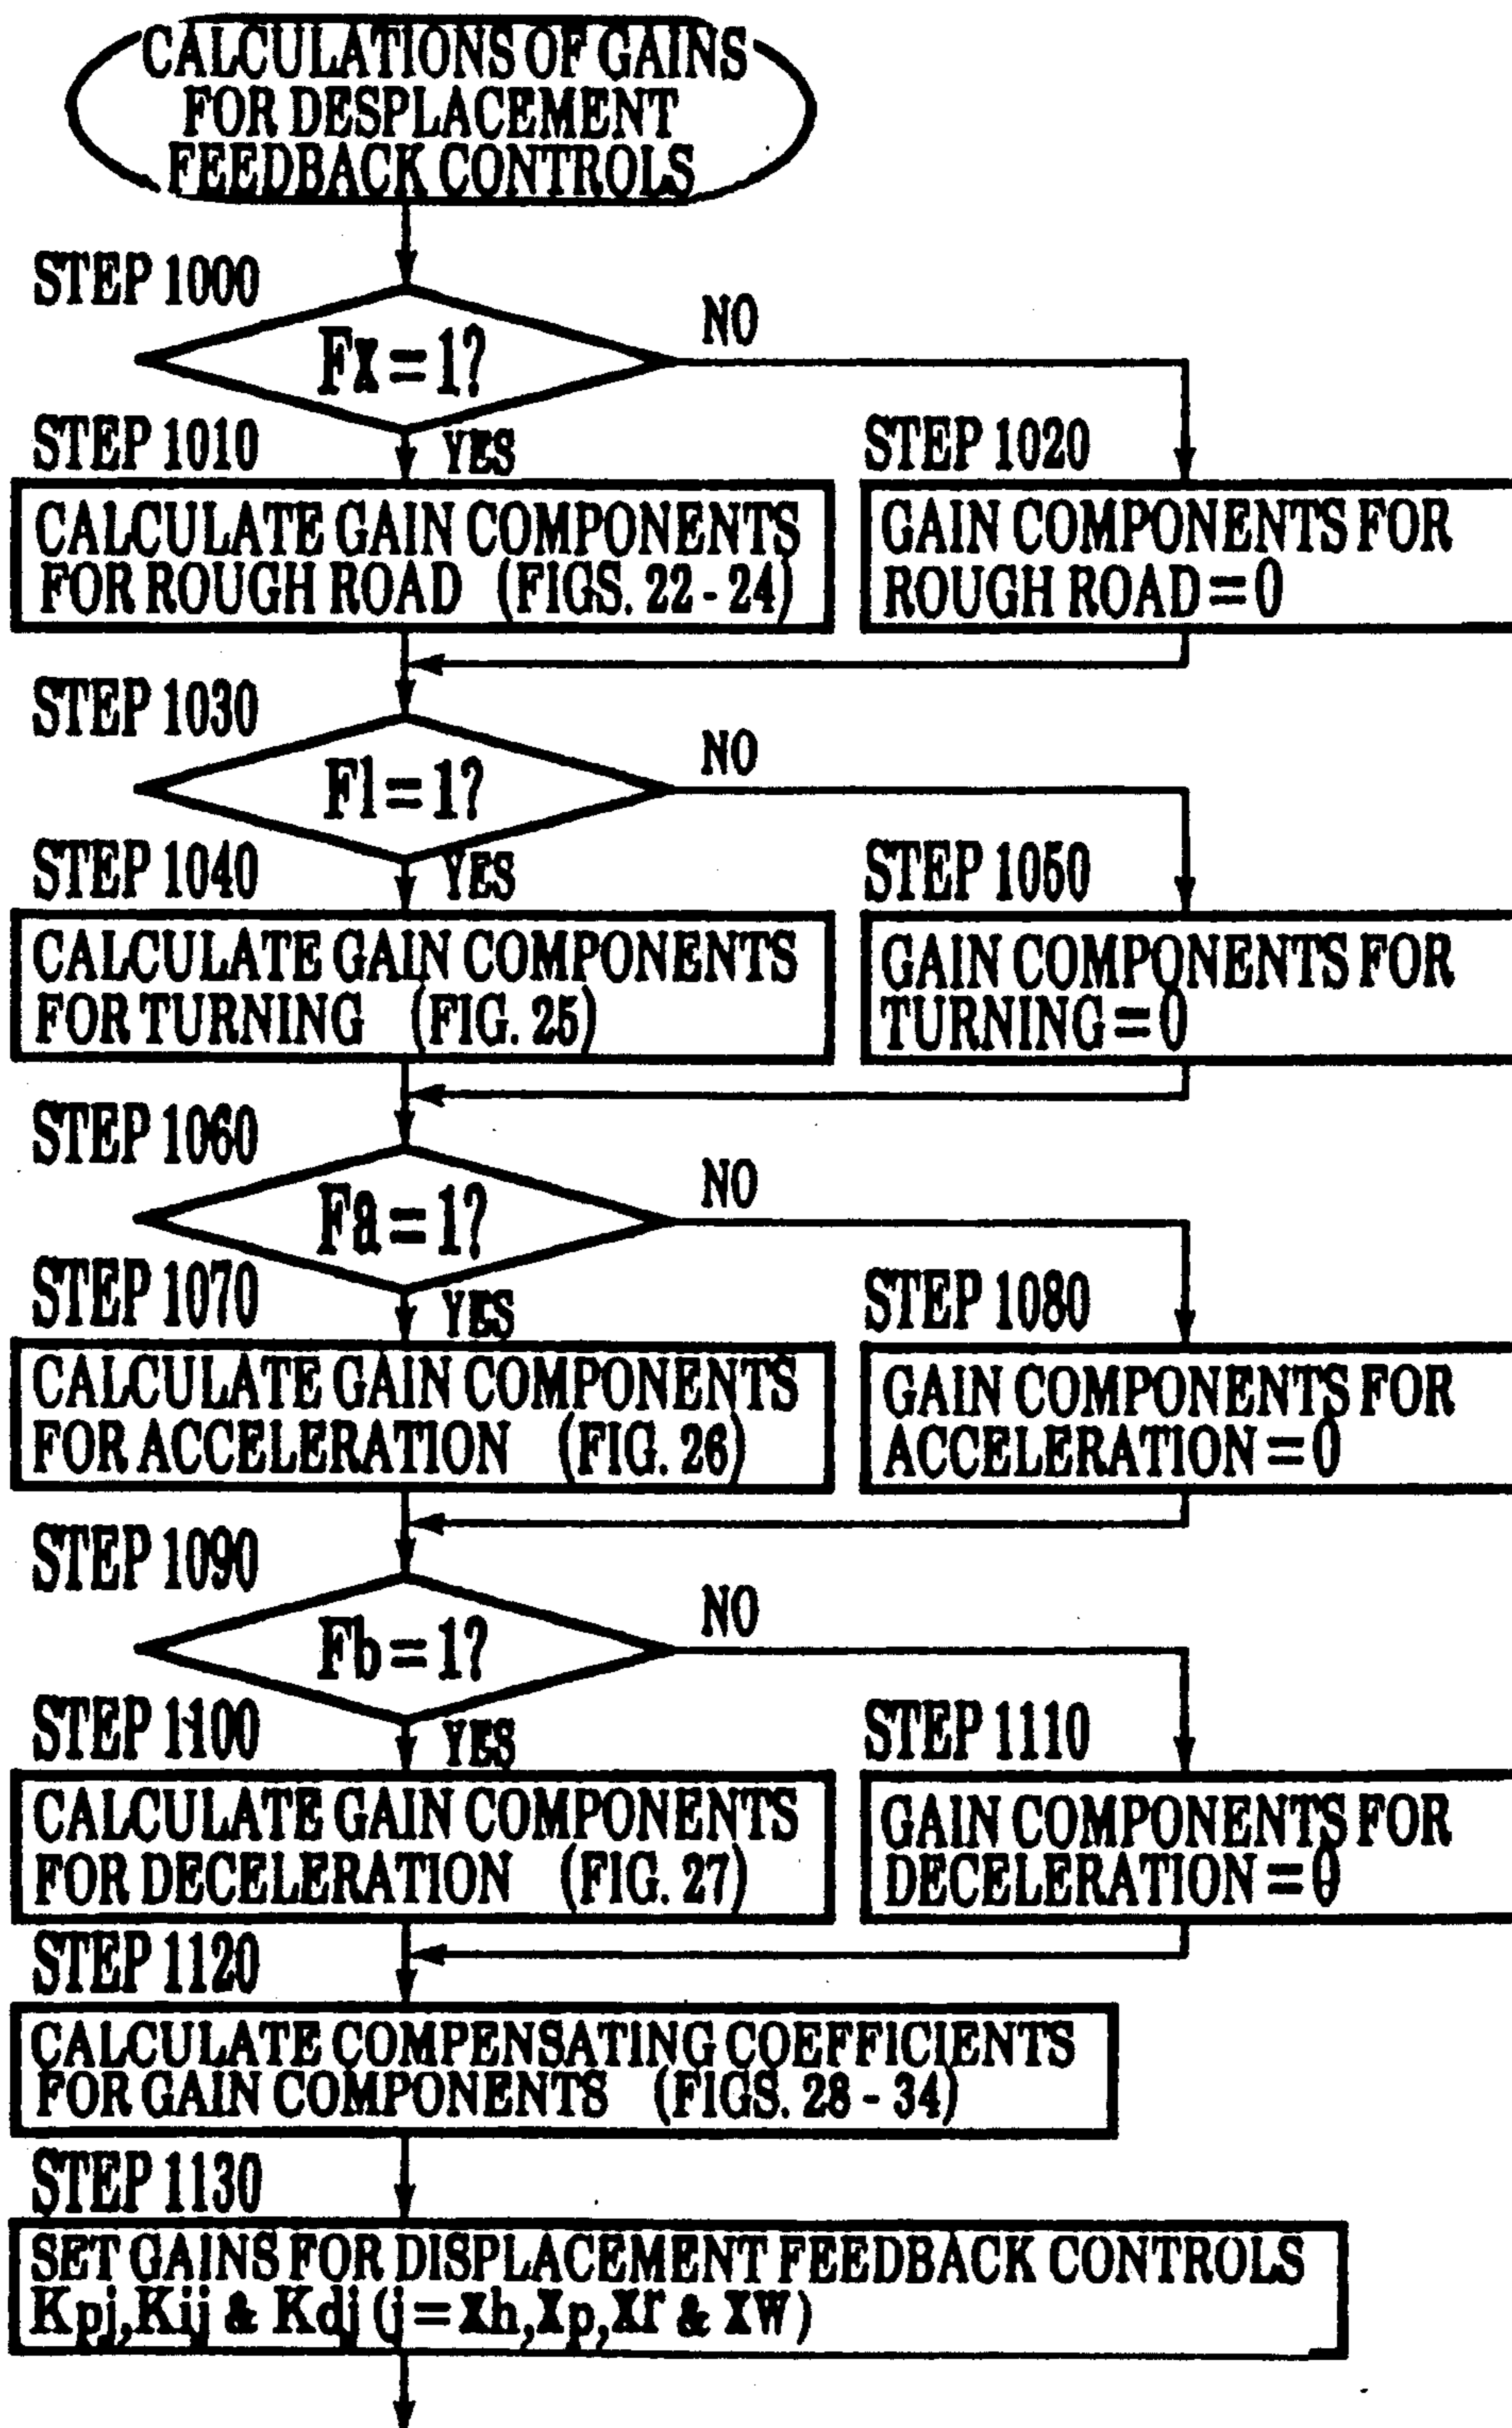 CALCULATIONS OF GAINS
FOR DESPLACEMENT
FEEDBACK CONTROLS
STEP 1000
Fx = 1?
NO
YES
STEP 1010
CALCULATE GAIN COMPONENTS
FOR ROUGH ROAD (FIGS. 22 - 24)
STEP 1020
GAIN COMPONENTS FOR
ROUGH ROAD = 0
STEP 1030
Fl = 1?
NO
YES
STEP 1040
CALCULATE GAIN COMPONENTS
FOR TURNING (FIG. 25)
STEP 1050
GAIN COMPONENTS FOR
TURNING = 0
STEP 1060
Fa = 1?
NO
YES
STEP 1070
CALCULATE GAIN COMPONENTS
FOR ACCELERATION (FIG. 26)
STEP 1080
GAIN COMPONENTS FOR
ACCELERATION = 0
STEP 1090
Fb = 1?
NO
YES
STEP 1100
CALCULATE GAIN COMPONENTS
FOR DECELERATION (FIG. 27)
STEP 1110
GAIN COMPONENTS FOR
DECELERATION = 0
STEP 1120
CALCULATE COMPENSATING COEFFICIENTS
FOR GAIN COMPONENTS (FIGS. 28 - 34)
STEP 1130
SET GAINS FOR DISPLACEMENT FEEDBACK CONTROLS
Kpj, Kij & Kdj (j = xh, xp, xr & xw)